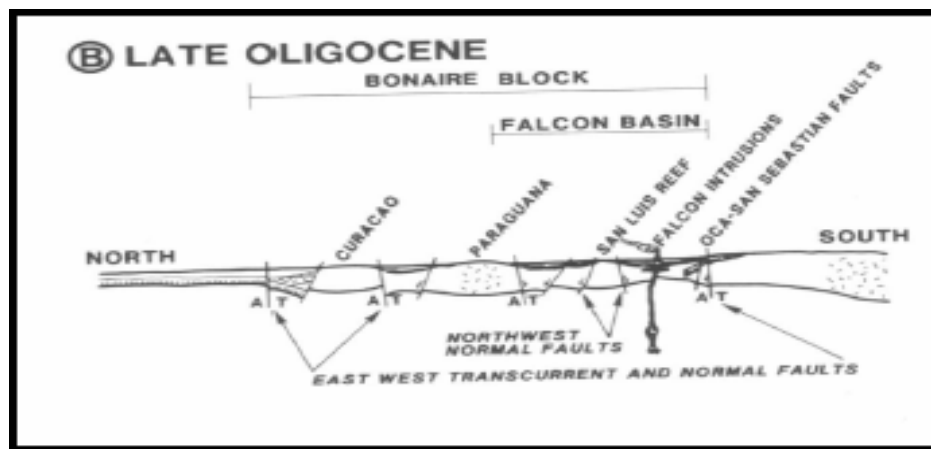 Ⓑ LATE OLIGOCENE
BONAIRE BLOCK
FALCON BASIN
CURACAO
PARAGUANA
SAN LUIS REEF
FALCON INTRUSIONS
OCA-SAN SEBASTIAN FAULTS
NORTH
SOUTH
A T
A T
A T
A T
NORTHWEST
NORMAL FAULTS
EAST WEST TRANSCURRENT AND NORMAL FAULTS